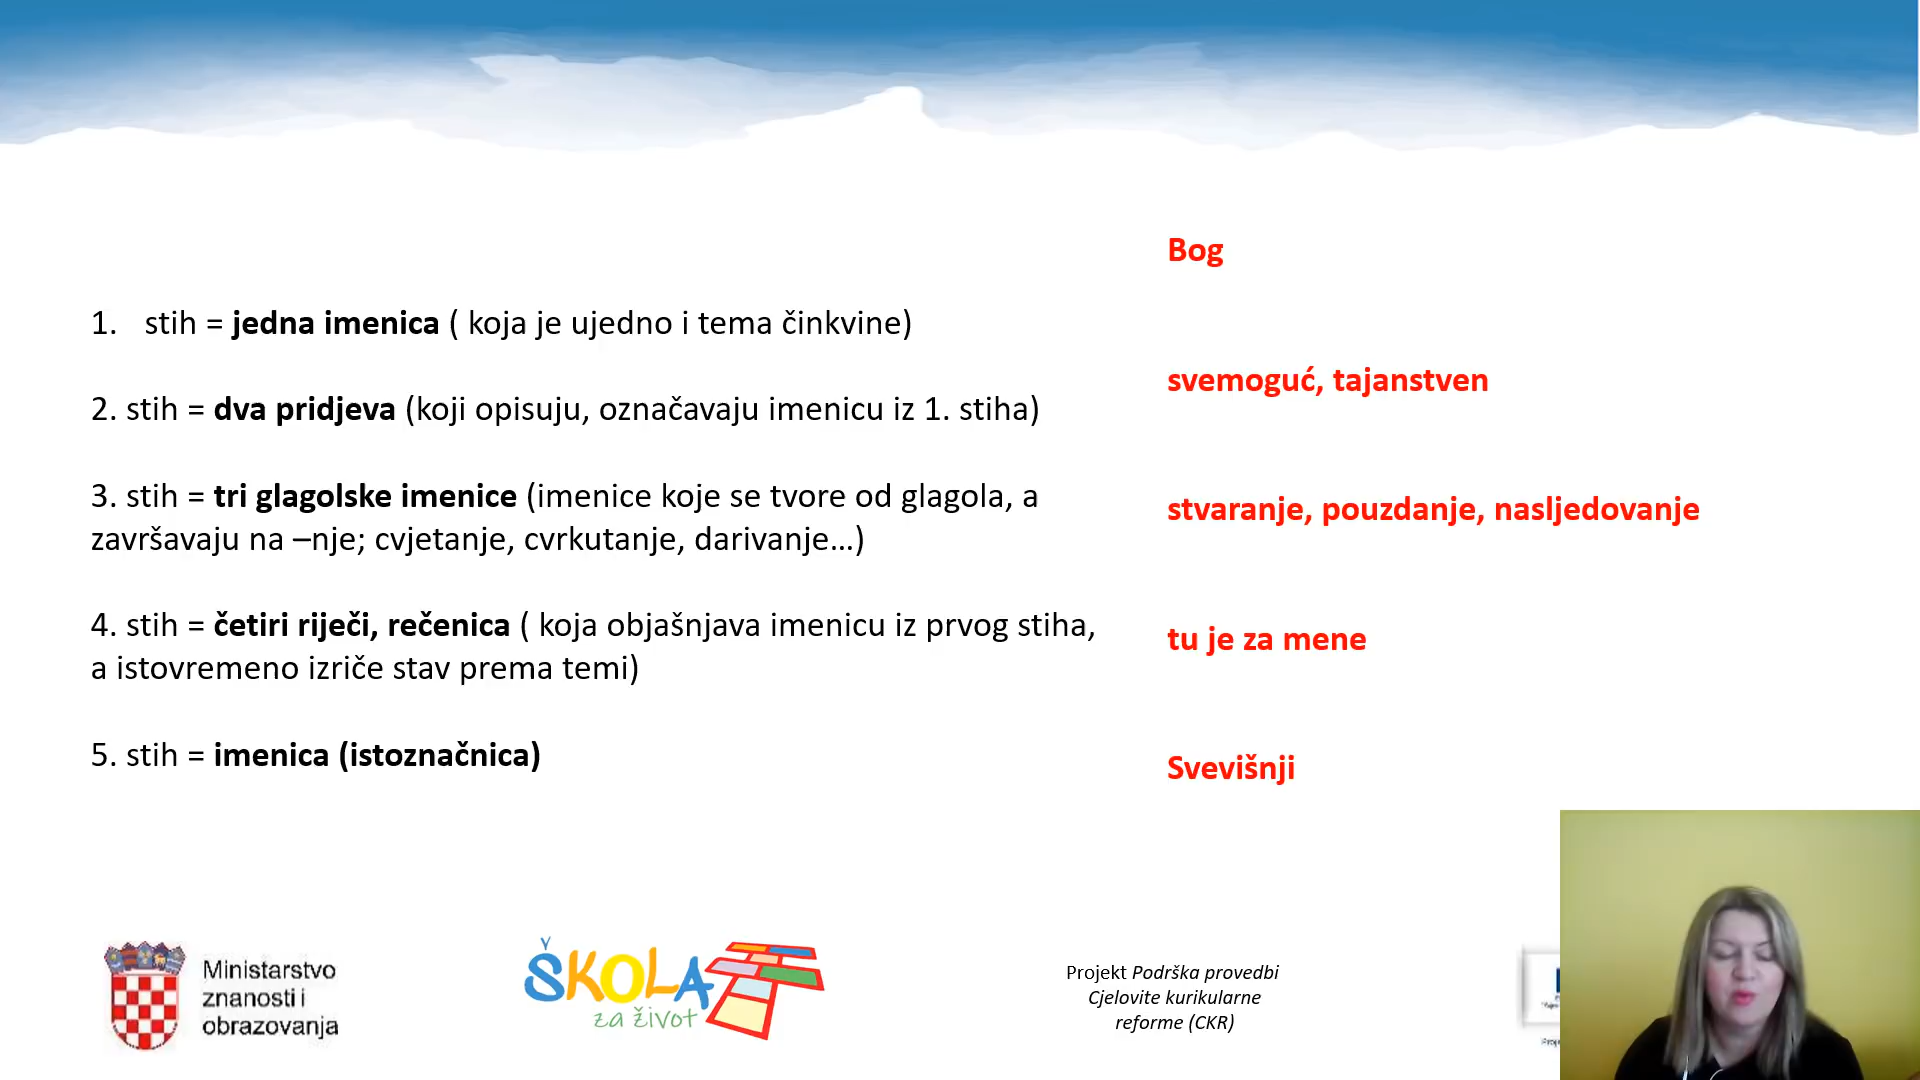 Bog
1. stih = jedna imenica ( koja je ujedno i tema činkvine)
svemoguć, tajanstven
2. stih = dva pridjeva (koji opisuju, označavaju imenicu iz 1. stiha)
3. stih = tri glagolske imenice (imenice koje se tvore od glagola, a
završavaju na –nje; cvjetanje, cvrkutanje, darivanje…)
stvaranje, pouzdanje, nasljedovanje
4. stih = četiri riječi, rečenica ( koja objašnjava imenicu iz prvog stiha,
a istovremeno izriče stav prema temi)
tu je za mene
5. stih = imenica (istoznačnica)
Svevišnji
Ministarstvo
znanosti i
obrazovanja
ŠKOLA
za život
Projekt Podrška provedbi
Cjelovite kurikularne
reforme (CKR)